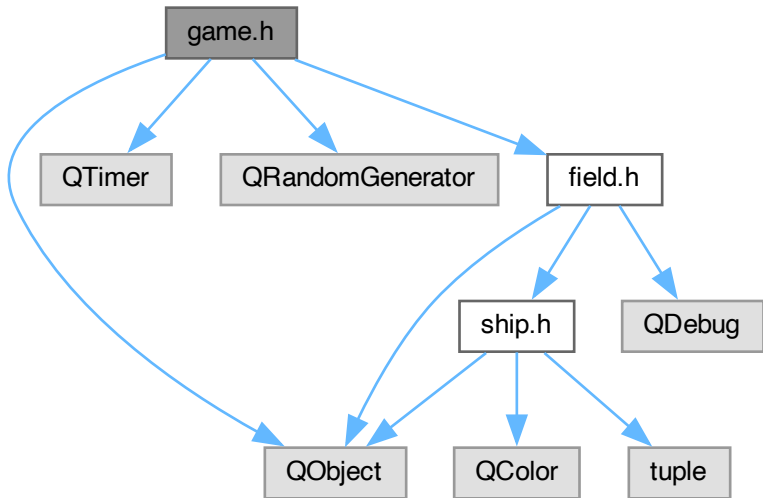 game.h
QTimer
QRandomGenerator
field.h
ship.h
QDebug
QObject
QColor
tuple